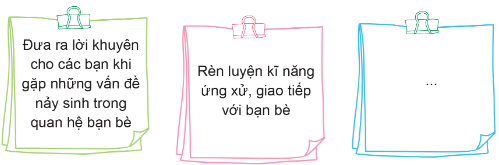 Đưa ra lời khuyên
cho các bạn khi
gặp những vấn đề
nảy sinh trong
quan hệ bạn bè
Rèn luyện kĩ năng
ứng xử, giao tiếp
với bạn bè
...